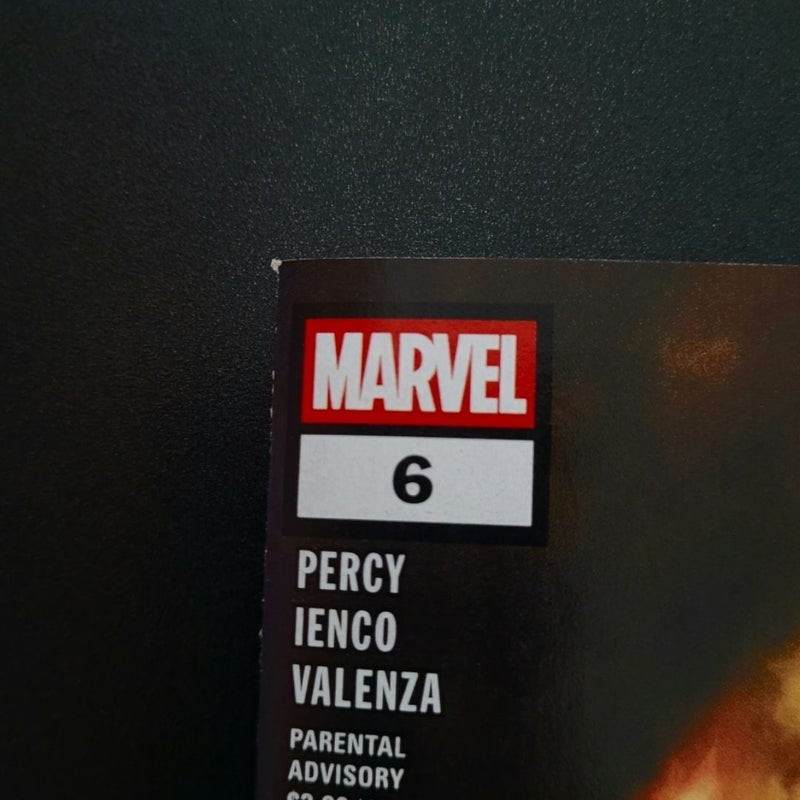 MARVEL
6
PERCY
IENCO
VALENZA
PARENTAL
ADVISORY